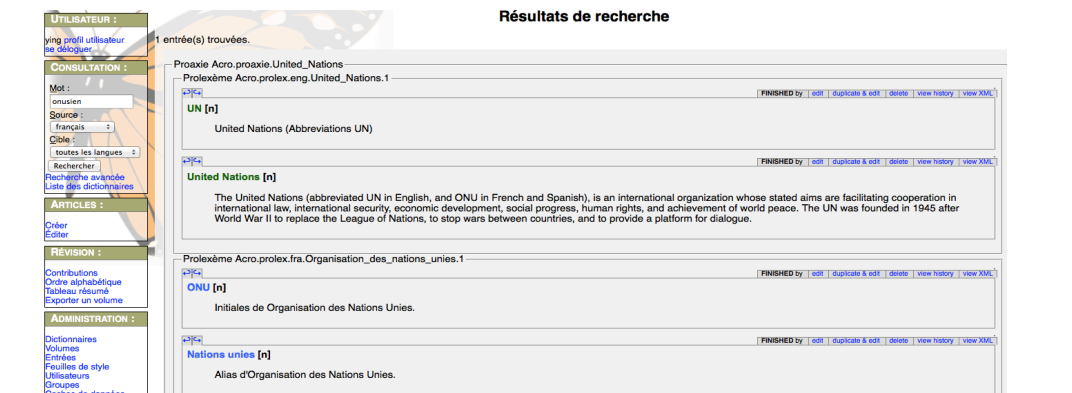 UTILISATEUR :
ying profil utilisateur
se déloguer
CONSULTATION :
Mot :
onusien
Source :
français
Cible :
toutes les langues
Rechercher
Recherche avancée
Liste des dictionnaires
ARTICLES :
Créer
Éditer
RÉVISION :
Contributions
Ordre alphabétique
Tableau résumé
Exporter un volume
ADMINISTRATION :
Dictionnaires
Volumes
Entrées
Feuilles de style
Utilisateurs
Groupes
Résultats de recherche
1 entrée(s) trouvées.
Proaxie Acro.proaxie.United_Nations
Prolexème Acro.prolex.eng.United_Nations.1
FINISHED by | edit | duplicate & edit | delete | view history | view XML
UN [n]
United Nations (Abbreviations UN)
FINISHED by | edit | duplicate & edit | delete | view history | view XML
United Nations [n]
The United Nations (abbreviated UN in English, and ONU in French and Spanish), is an international organization whose stated aims are facilitating cooperation in
international law, international security, economic development, social progress, human rights, and achievement of world peace. The UN was founded in 1945 after
World War II to replace the League of Nations, to stop wars between countries, and to provide a platform for dialogue.
Prolexème Acro.prolex.fra.Organisation_des_nations_unies.1
FINISHED by | edit | duplicate & edit | delete | view history | view XML
ONU [n]
Initiales de Organisation des Nations Unies.
FINISHED by | edit | duplicate & edit | delete | view history | view XML
Nations unies [n]
Alias d'Organisation des Nations Unies.